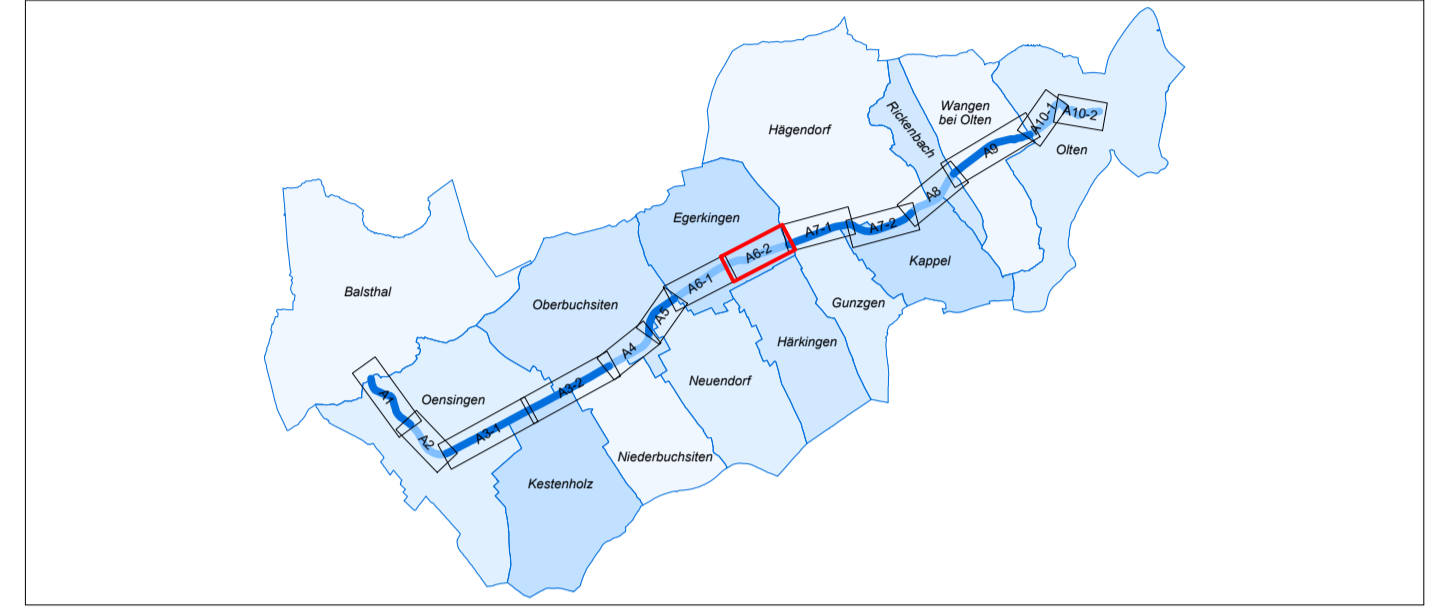 Hägendorf
Rickenbach
Wangen
bei Olten
A10-1
A10-2
Olten
A9
A8
Egerkingen
A7-1
A7-2
A6-2
A6-1
Kappel
Balsthal
Oberbuchsiten
A5
Gunzgen
Härkingen
A4
Neuendorf
A3-2
Oensingen
A1
A2
A3-1
Niederbuchsiten
Kestenholz